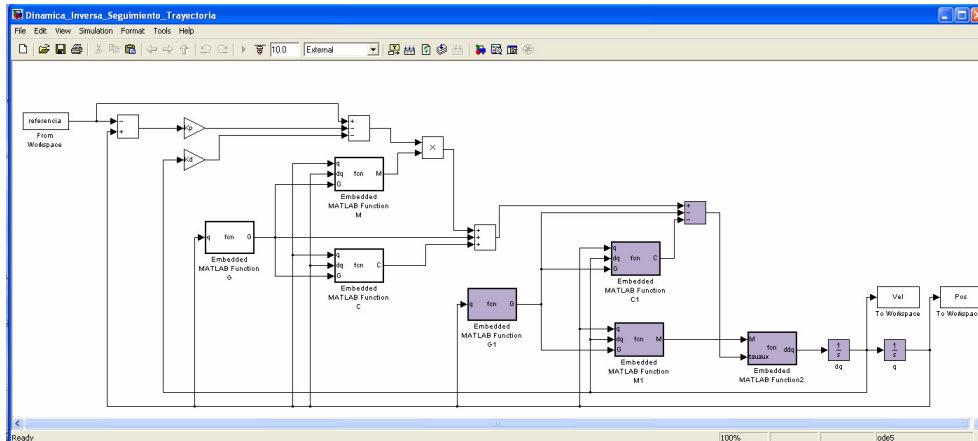 Dinamica_Inversa_Seguimiento_Trayectoria
File Edit View Simulation Format Tools Help
10.0 External
referencia
From
Workspace
Kp
Kd
q
dq fcn M
G
Embedded
MATLAB Function
M
q fcn G
Embedded
MATLAB Function
G
q
dq fcn C
G
Embedded
MATLAB Function
C
q fcn G
Embedded
MATLAB Function
G1
q
dq fcn C
G
Embedded
MATLAB Function
C1
q
dq fcn M
G
Embedded
MATLAB Function
M1
M
fcn ddq
tauaux
Embedded
MATLAB Function2
1
s
dq
1
s
q
Vel
To Workspace
Pos
To Workspac
Ready 100% ode5